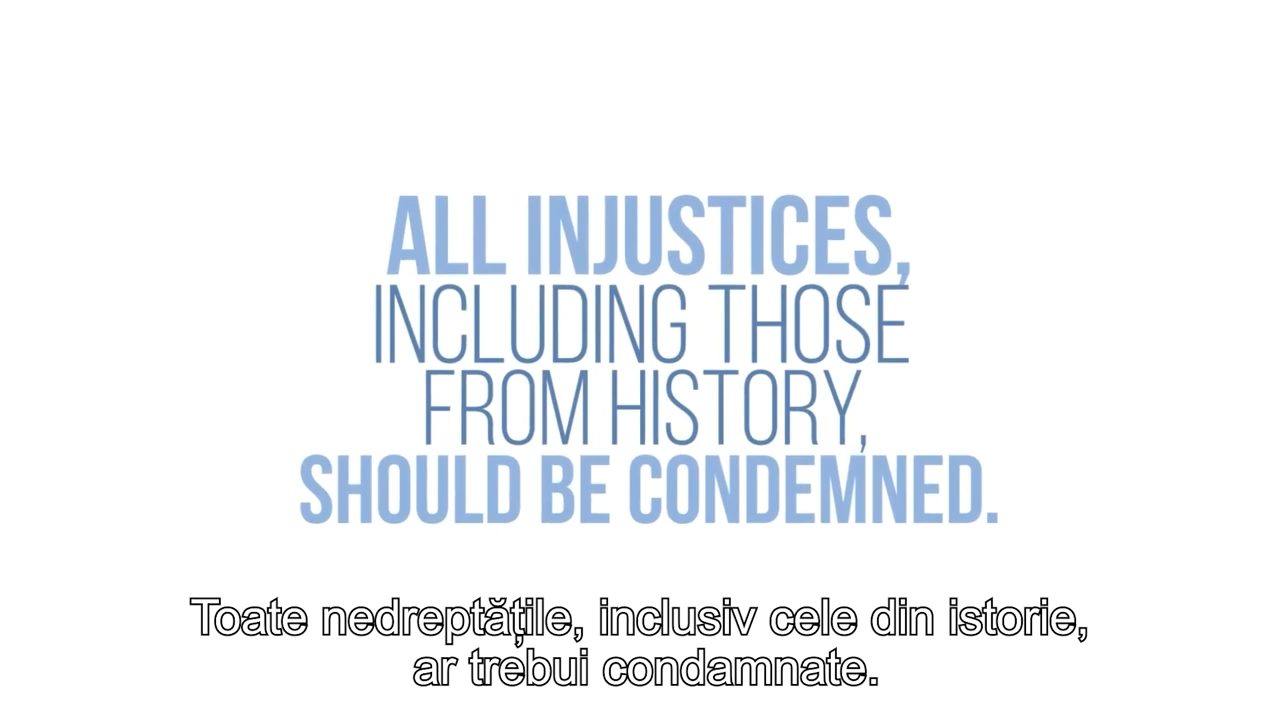 ALL INJUSTICES,
INCLUDING THOSE
FROM HISTORY,
SHOULD BE CONDEMNED.
Toate nedreptățile, inclusiv cele din istorie,
ar trebui condamnate.